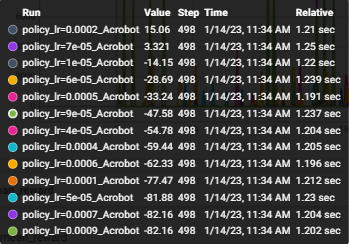 Run Value Step Time Relative
policy_lr=0.0002_Acrobot 15.06 498 1/14/23, 11:34 AM 1.21 sec
policy_lr=7e-05_Acrobot 3.321 498 1/14/23, 11:34 AM 1.25 sec
policy_lr=1e-05_Acrobot -14.15 498 1/14/23, 11:34 AM 1.22 sec
policy_lr=6e-05_Acrobot -28.69 498 1/14/23, 11:34 AM 1.239 sec
policy_lr=0.0005_Acrobot -33.24 498 1/14/23, 11:34 AM 1.191 sec
policy_lr=9e-05_Acrobot -47.58 498 1/14/23, 11:34 AM 1.237 sec
policy_lr=4e-05_Acrobot -54.78 498 1/14/23, 11:34 AM 1.204 sec
policy_lr=0.0004_Acrobot -59.44 498 1/14/23, 11:34 AM 1.205 sec
policy_lr=0.0006_Acrobot -62.33 498 1/14/23, 11:34 AM 1.196 sec
policy_lr=0.0001_Acrobot -77.47 498 1/14/23, 11:34 AM 1.212 sec
policy_lr=5e-05_Acrobot -81.88 498 1/14/23, 11:34 AM 1.23 sec
policy_lr=0.0007_Acrobot -82.16 498 1/14/23, 11:34 AM 1.204 sec
policy_lr=0.0009_Acrobot -82.16 498 1/14/23, 11:34 AM 1.202 sec